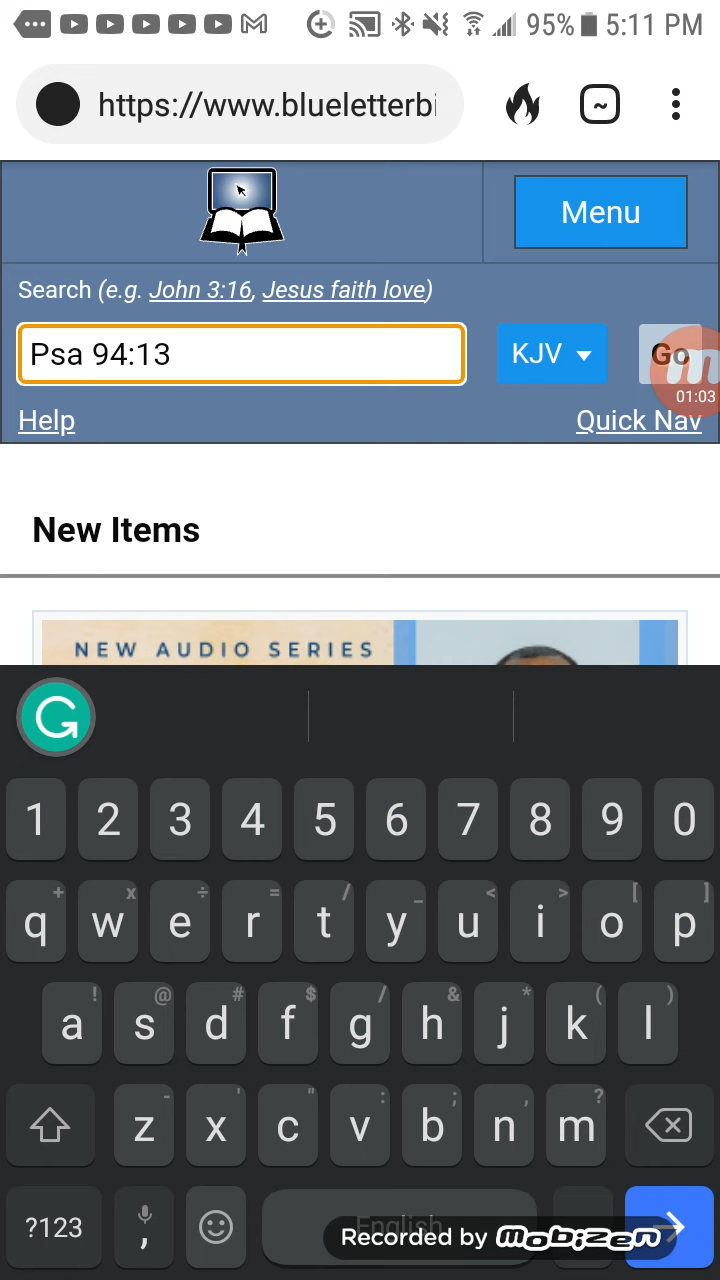 95% 5:11 PM
https://www.blueletterbi
Menu
Search (e.g. John 3:16, Jesus faith love)
Psa 94:13
KJV
Go
01:03
Help
Quick Nav
New Items
NEW AUDIO SERIES
1 2 3 4 5 6 7 8 9 0
+ x ÷ = / _ < > [ ]
q w e r t y u i o p
! @ # $ / & * ( )
a s d f g h j k l
- ' " : ; , ?
z x c v b n m
?123 , English
Recorded by mobizen